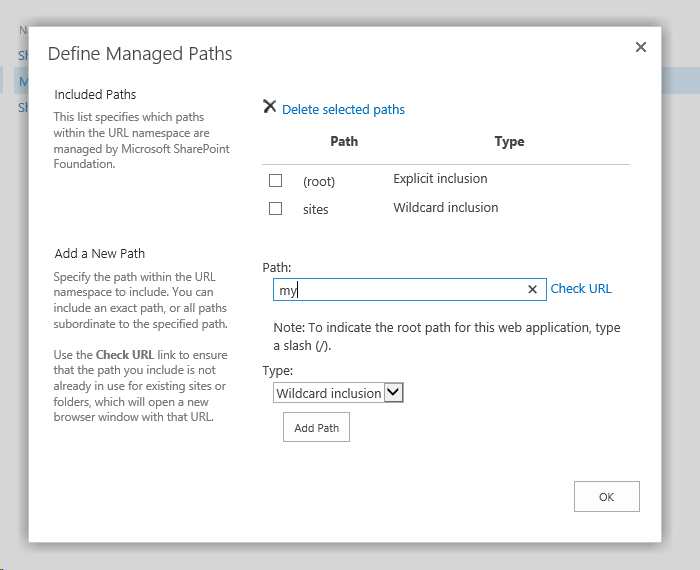 Define Managed Paths
Included Paths
This list specifies which paths
within the URL namespace are
managed by Microsoft SharePoint
Foundation.
Delete selected paths
Path Type
(root) Explicit inclusion
sites Wildcard inclusion
Add a New Path
Specify the path within the URL
namespace to include. You can
include an exact path, or all paths
subordinate to the specified path.
Use the Check URL link to ensure
that the path you include is not
already in use for existing sites or
folders, which will open a new
browser window with that URL.
Path:
my Check URL
Note: To indicate the root path for this web application, type
a slash (/).
Type:
Wildcard inclusion
Add Path
OK